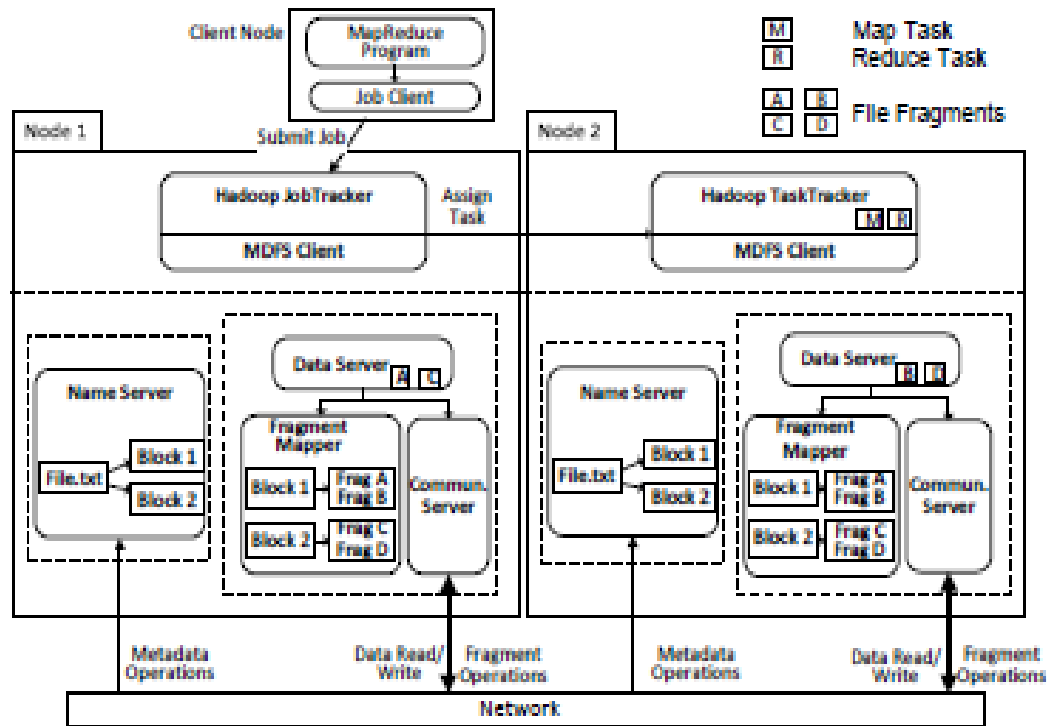 Client Node
MapReduce
Program
Job Client
M
Map Task
R
Reduce Task
A
B
C
D
File Fragments
Node 1
Submit Job
Node 2
Hadoop JobTracker
MDFS Client
Assign
Task
Hadoop TaskTracker
M
R
MDFS Client
Name Server
File.txt
Block 1
Block 2
Data Server
A
C
Fragment
Mapper
Block 1
Frag A
Frag B
Block 2
Frag C
Frag D
Commun.
Server
Name Server
File.txt
Block 1
Block 2
Data Server
B
D
Fragment
Mapper
Block 1
Frag A
Frag B
Block 2
Frag C
Frag D
Commun.
Server
Metadata
Operations
Data Read/
Write
Fragment
Operations
Metadata
Operations
Data Read/
Write
Fragment
Operations
Network